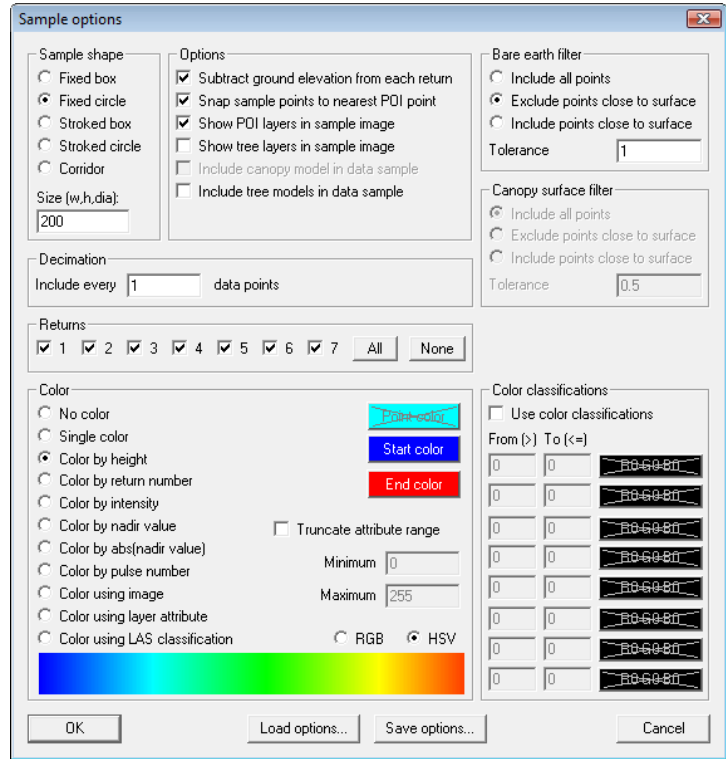 Sample options
Sample shape
Fixed box
Fixed circle
Stroked box
Stroked circle
Corridor
Size (w,h,dia):
200
Options
Subtract ground elevation from each return
Snap sample points to nearest POI point
Show POI layers in sample image
Show tree layers in sample image
Include canopy model in data sample
Include tree models in data sample
Bare earth filter
Include all points
Exclude points close to surface
Include points close to surface
Tolerance 1
Canopy surface filter
Include all points
Exclude points close to surface
Include points close to surface
Tolerance 0.5
Decimation
Include every 1 data points
Returns
1 2 3 4 5 6 7 All None
Color
No color
Single color
Color by height
Color by return number
Color by intensity
Color by nadir value
Color by abs(nadir value)
Color by pulse number
Color using image
Color using layer attribute
Color using LAS classification
Point color
Start color
End color
Truncate attribute range
Minimum 0
Maximum 255
RGB HSV
Color classifications
Use color classifications
From (>) To (<=)
0 0 R0 G0 B0
0 0 R0 G0 B0
0 0 R0 G0 B0
0 0 R0 G0 B0
0 0 R0 G0 B0
0 0 R0 G0 B0
0 0 R0 G0 B0
0 0 R0 G0 B0
OK Load options... Save options... Cancel